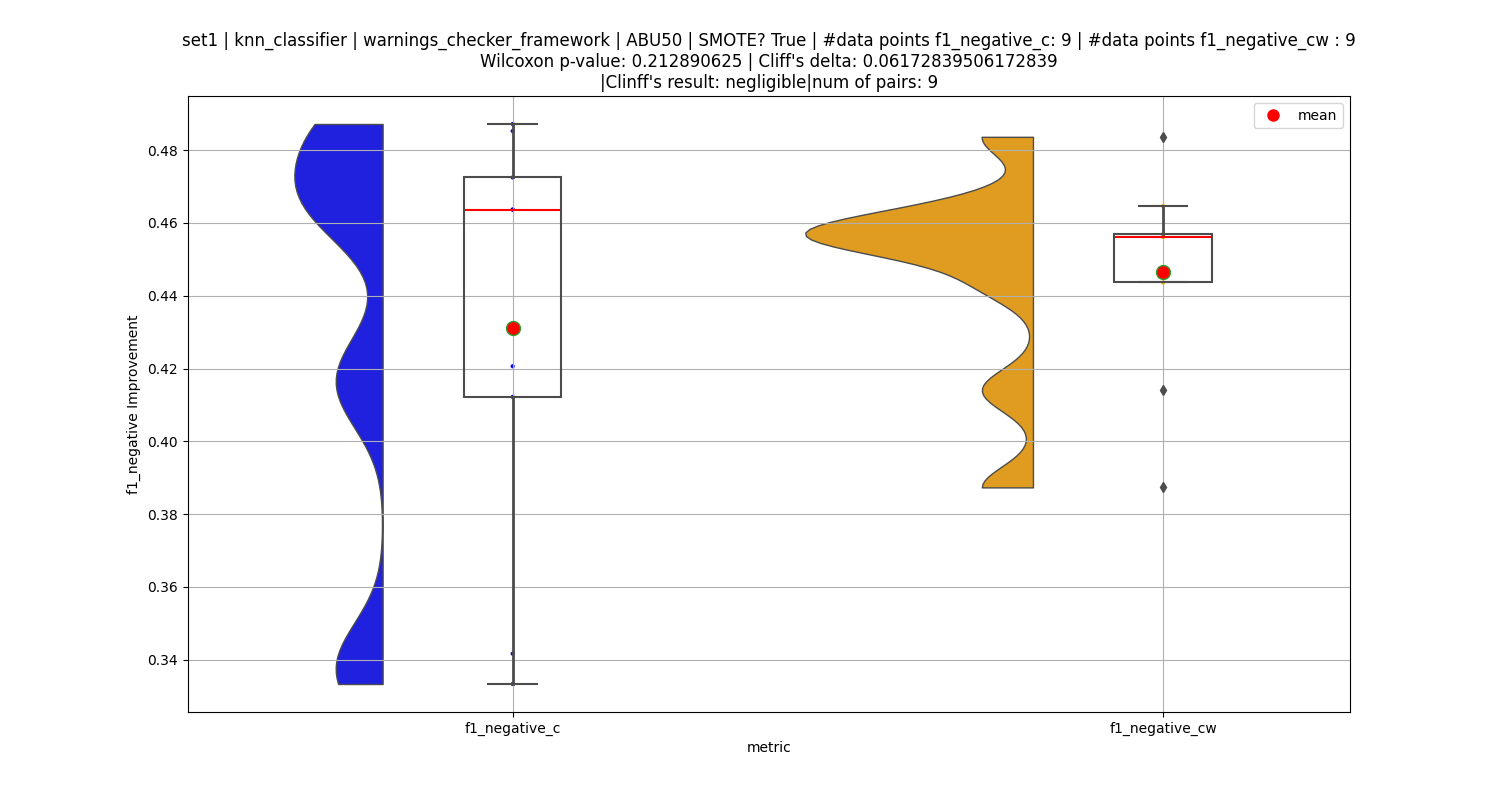 set1 | knn_classifier | warnings_checker_framework | ABU50 | SMOTE? True | #data points f1_negative_c: 9 | #data points f1_negative_cw : 9
Wilcoxon p-value: 0.212890625 | Cliff's delta: 0.06172839506172839
|Clinff's result: negligible|num of pairs: 9
mean
0.48
0.46
0.44
0.42
0.40
0.38
0.36
0.34
f1_negative Improvement
f1_negative_c
f1_negative_cw
metric